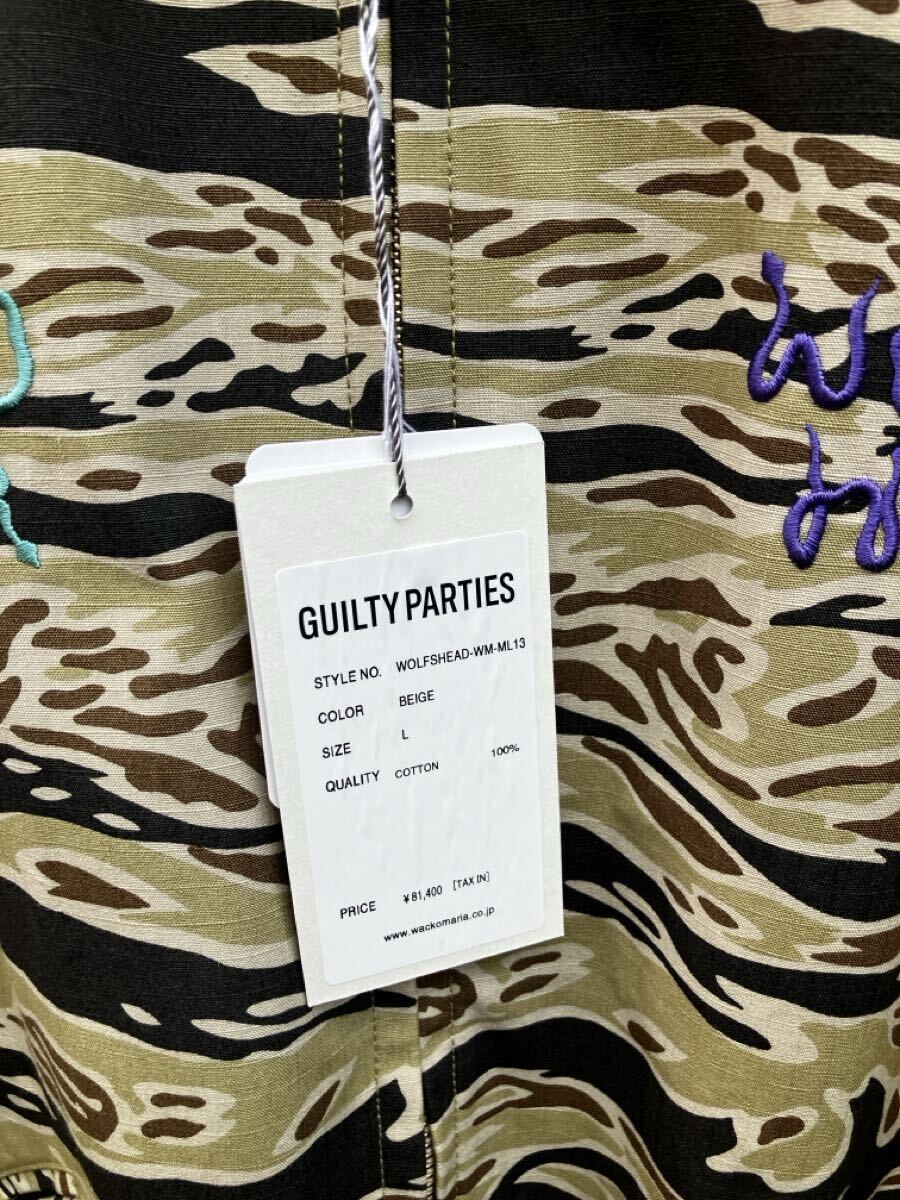 GUILTY PARTIES
STYLE NO. WOLFSHEAD-WM-ML13
COLOR BEIGE
SIZE L
QUALITY COTTON 100%
PRICE ¥81,400 [TAX IN]
www.wackomaria.co.jp